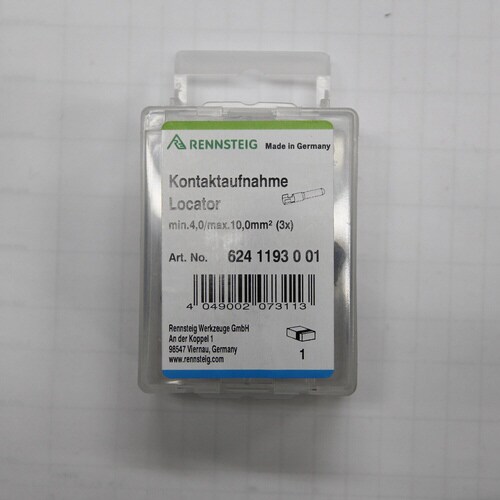 RENNSTEIG Made in Germany
Kontaktaufnahme
Locator
min.4,0/max.10,0mm² (3x)
Art. No. 624 1193 0 01
4 049002 073113
Rennsteig Werkzeuge GmbH
An der Koppel 1
98547 Viernau, Germany
www.rennsteig.com
1